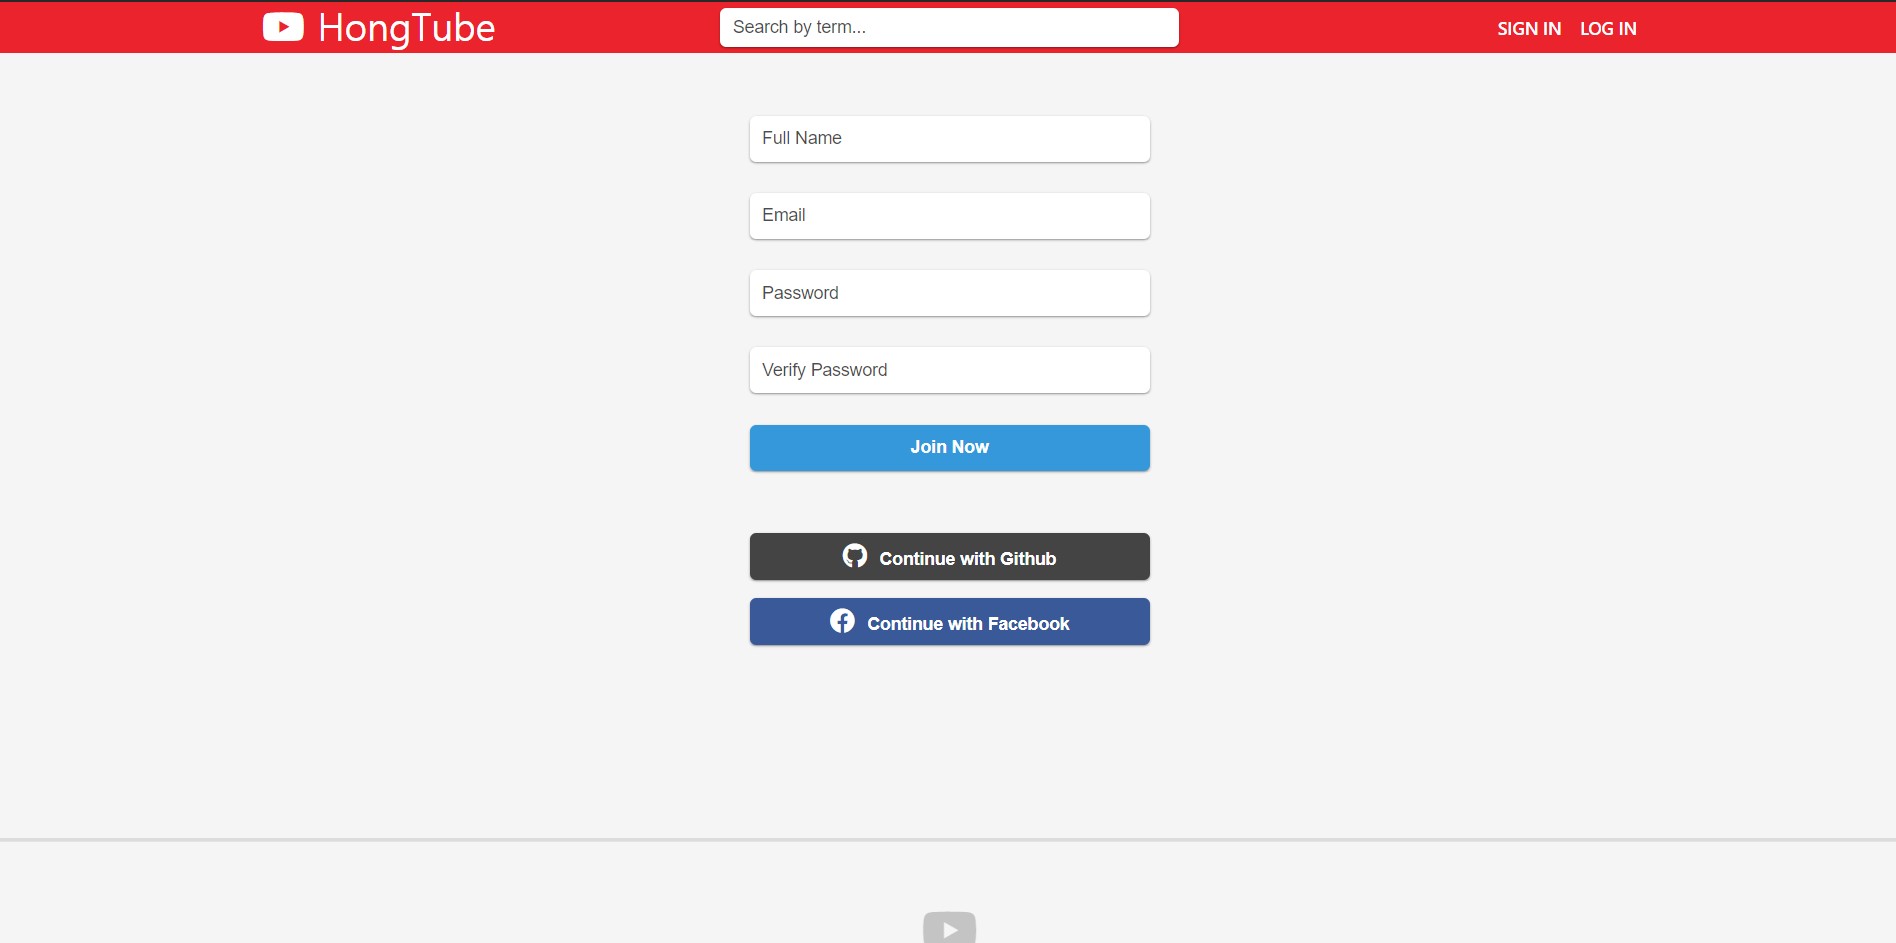 HongTube
Search by term...
SIGN IN
LOG IN
Full Name
Email
Password
Verify Password
Join Now
Continue with Github
Continue with Facebook